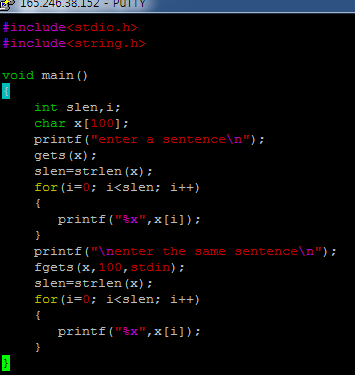 165.246.38.152 - PuTTY
#include<stdio.h>
#include<string.h>
void main()
{
int slen,i;
char x[100];
printf("enter a sentence\n");
gets(x);
slen=strlen(x);
for(i=0; i<slen; i++)
{
printf("%x",x[i]);
}
printf("\nenter the same sentence\n");
fgets(x,100,stdin);
slen=strlen(x);
for(i=0; i<slen; i++)
{
printf("%x",x[i]);
}
}